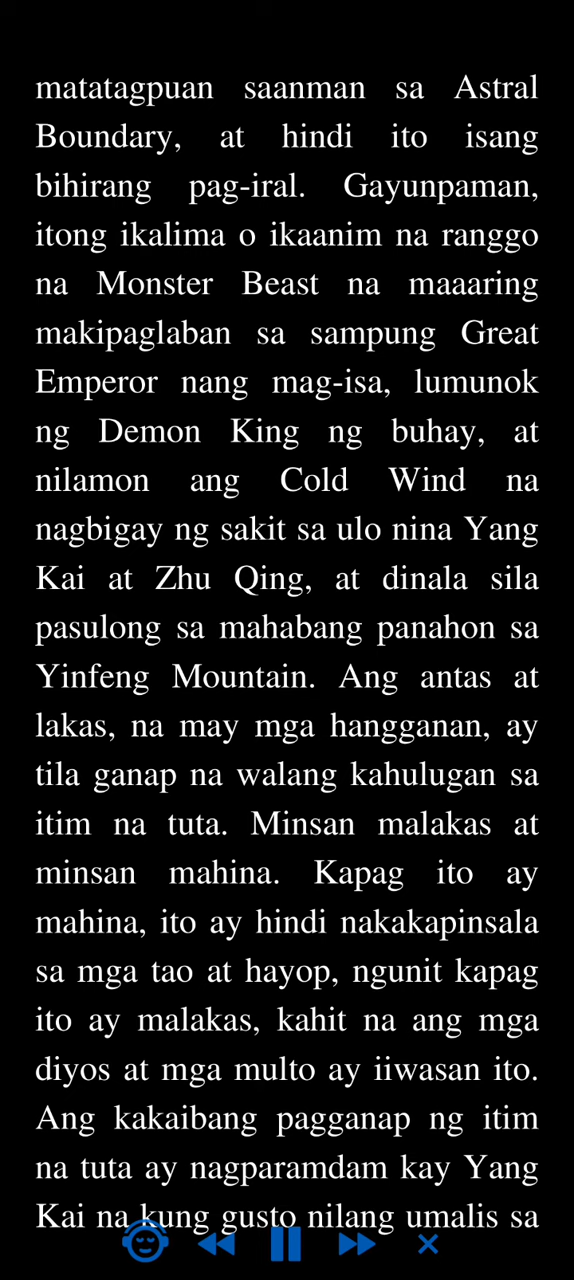 matatagpuan saanman sa Astral
Boundary, at hindi ito isang
bihirang pag-iral. Gayunpaman,
itong ikalima o ikaanim na ranggo
na Monster Beast na maaaring
makipaglaban sa sampung Great
Emperor nang mag-isa, lumunok
ng Demon King ng buhay, at
nilamon ang Cold Wind na
nagbigay ng sakit sa ulo nina Yang
Kai at Zhu Qing, at dinala sila
pasulong sa mahabang panahon sa
Yinfeng Mountain. Ang antas at
lakas, na may mga hangganan, ay
tila ganap na walang kahulugan sa
itim na tuta. Minsan malakas at
minsan mahina. Kapag ito ay
mahina, ito ay hindi nakakapinsala
sa mga tao at hayop, ngunit kapag
ito ay malakas, kahit na ang mga
diyos at mga multo ay iiwasan ito.
Ang kakaibang pagganap ng itim
na tuta ay nagparamdam kay Yang
Kai na kung gusto nilang umalis sa